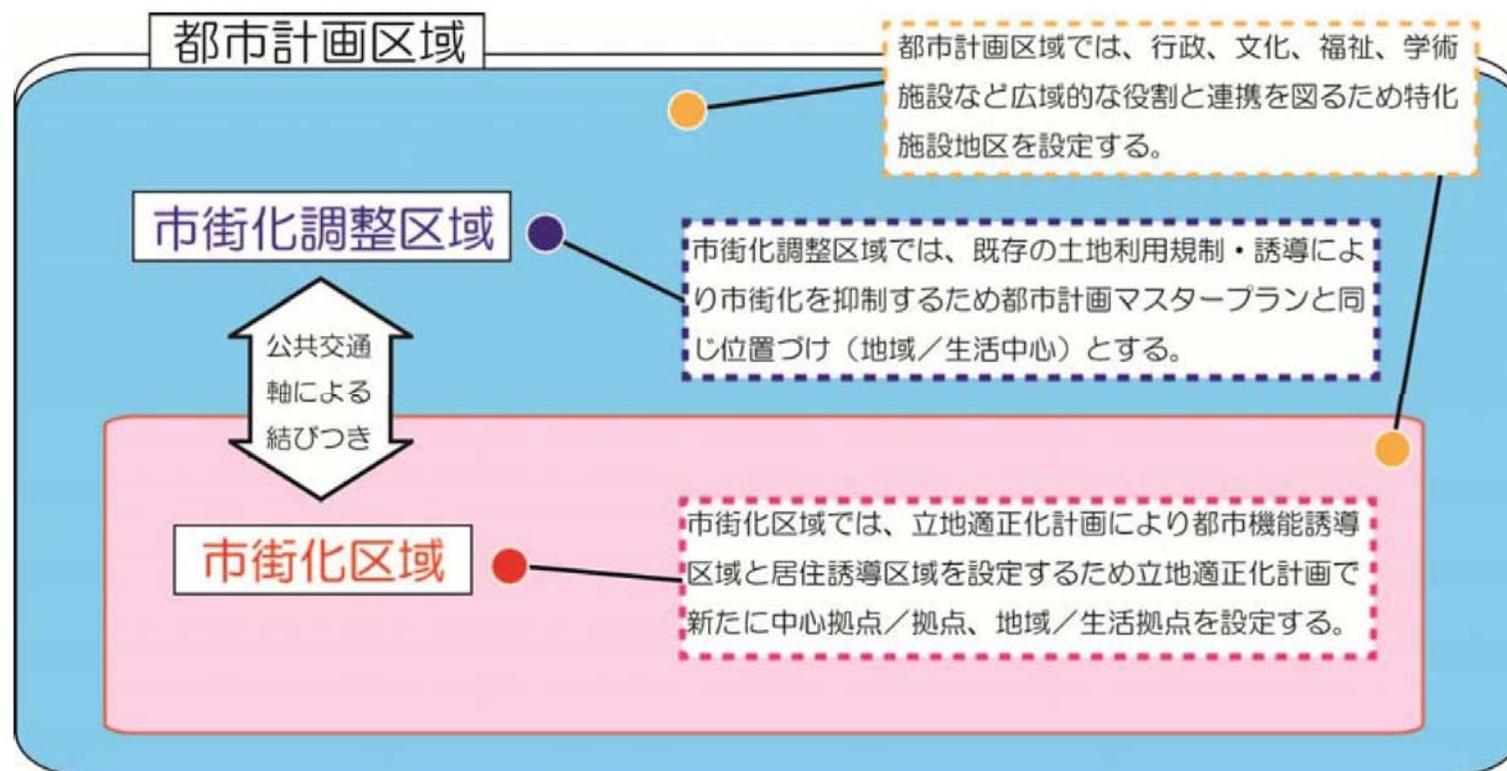 都市計画区域
都市計画区域では、行政、文化、福祉、学術
施設など広域的な役割と連携を図るため特化
施設地区を設定する。
市街化調整区域
市街化調整区域では、既存の土地利用規制・誘導によ
り市街化を抑制するため都市計画マスタープランと同
じ位置づけ（地域／生活中心）とする。
公共交通
軸による
結びつき
市街化区域
市街化区域では、立地適正化計画により都市機能誘導
区域と居住誘導区域を設定するため立地適正化計画で
新たに中心拠点／拠点、地域／生活拠点を設定する。